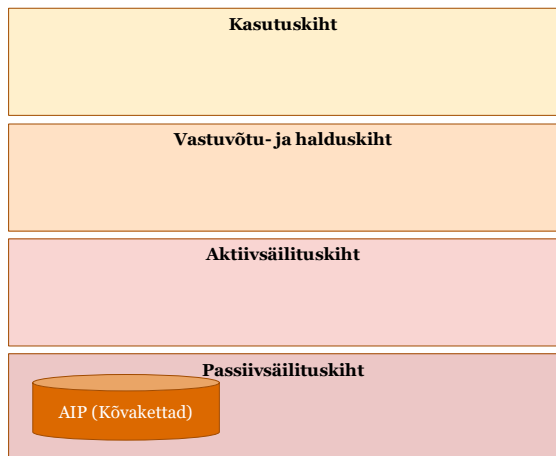 Kasutuskiht
Vastuvõtu- ja halduskiht
Aktiivsäilituskiht
Passiivsäilituskiht
AIP (Kõvakettad)